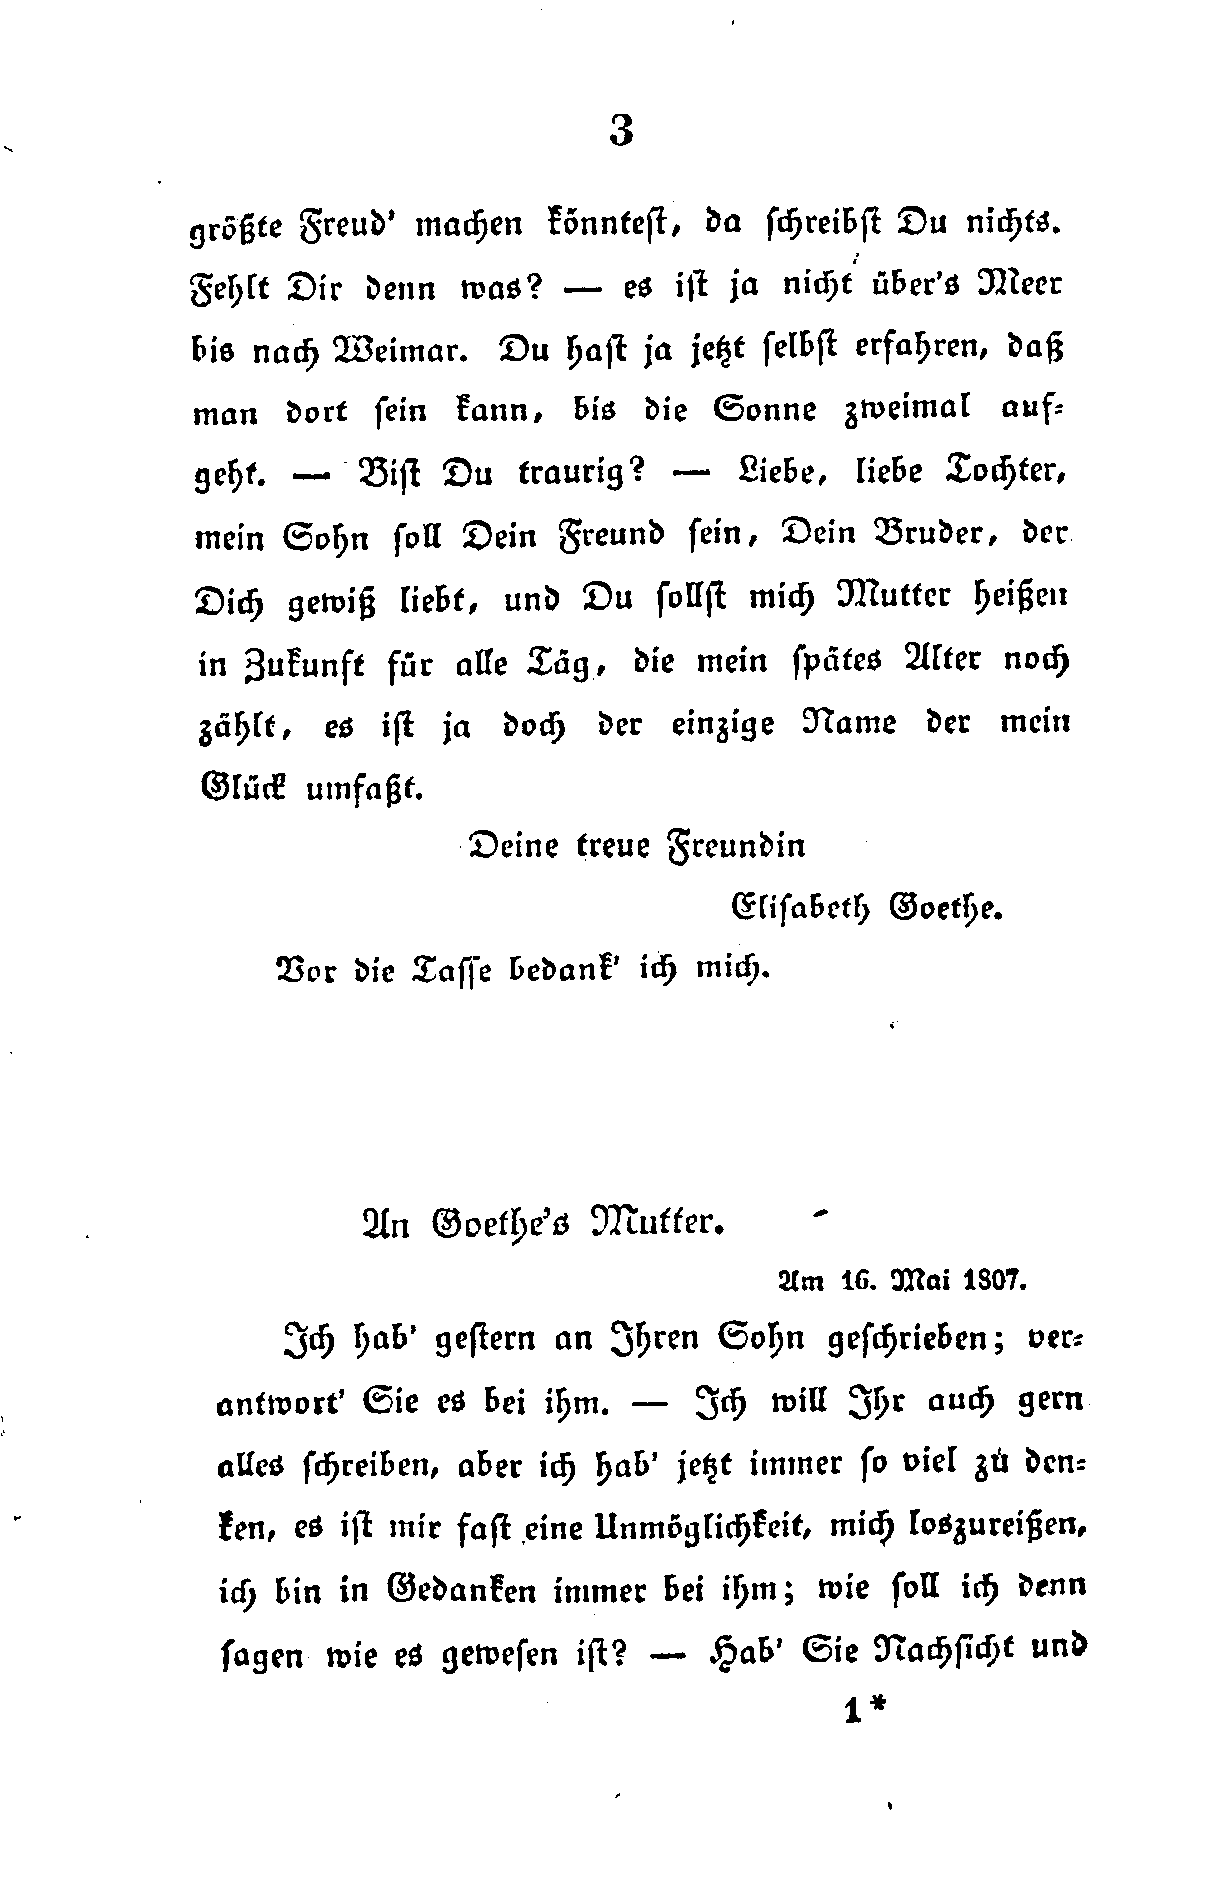 3
größte Freud' machen könntest, da schreibst Du nichts.
Fehlt Dir denn was? — es ist ja nicht über's Meer
bis nach Weimar. Du hast ja jetzt selbst erfahren, daß
man dort sein kann, bis die Sonne zweimal auf-
geht. — Bist Du traurig? — Liebe, liebe Tochter,
mein Sohn soll Dein Freund sein, Dein Bruder, der
Dich gewiß liebt, und Du sollst mich Mutter heißen
in Zukunft für alle Täg, die mein spätes Alter noch
zählt, es ist ja doch der einzige Name der mein
Glück umfaßt.
Deine treue Freundin
Elisabeth Goethe.
Vor die Tasse bedank' ich mich.
An Goethe's Mutter.
Am 16. Mai 1807.
Ich hab' gestern an Ihren Sohn geschrieben; ver-
antwort' Sie es bei ihm. — Ich will Ihr auch gern
alles schreiben, aber ich hab' jetzt immer so viel zu den-
ken, es ist mir fast eine Unmöglichkeit, mich loszureißen,
ich bin in Gedanken immer bei ihm; wie soll ich denn
sagen wie es gewesen ist? — Hab' Sie Nachsicht und
1*